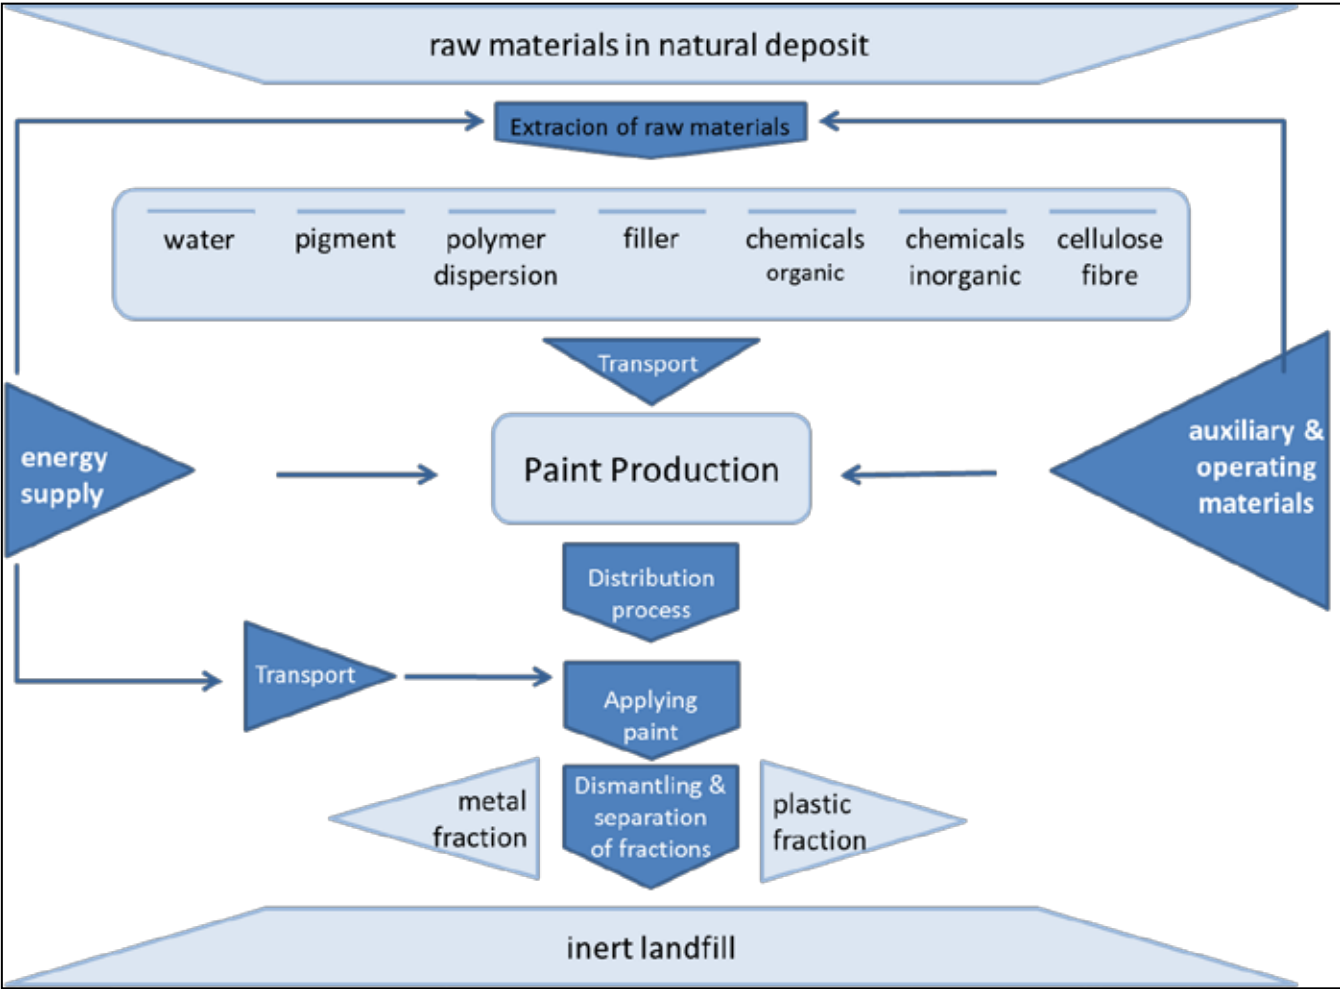 raw materials in natural deposit
Extracion of raw materials
water
pigment
polymer
dispersion
filler
chemicals
organic
chemicals
inorganic
cellulose
fibre
Transport
energy
supply
Paint Production
auxiliary &
operating
materials
Distribution
process
Transport
Applying
paint
metal
fraction
Dismantling &
separation
of fractions
plastic
fraction
inert landfill